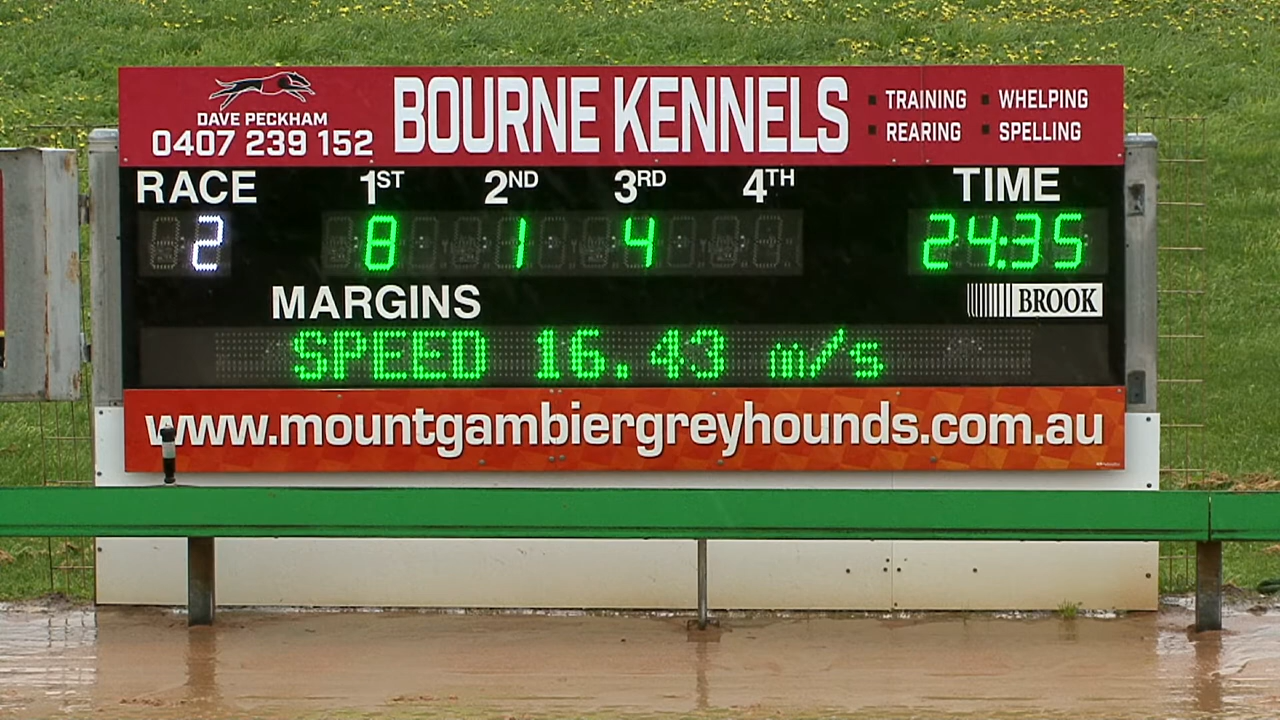 DAVE PECKHAM
0407 239 152
BOURNE KENNELS
▪ TRAINING ▪ WHELPING
▪ REARING ▪ SPELLING
RACE 1ST 2ND 3RD 4TH TIME
2 8 1 4 24:35
MARGINS BROOK
SPEED 16.43 m/s
www.mountgambiergreyhounds.com.au